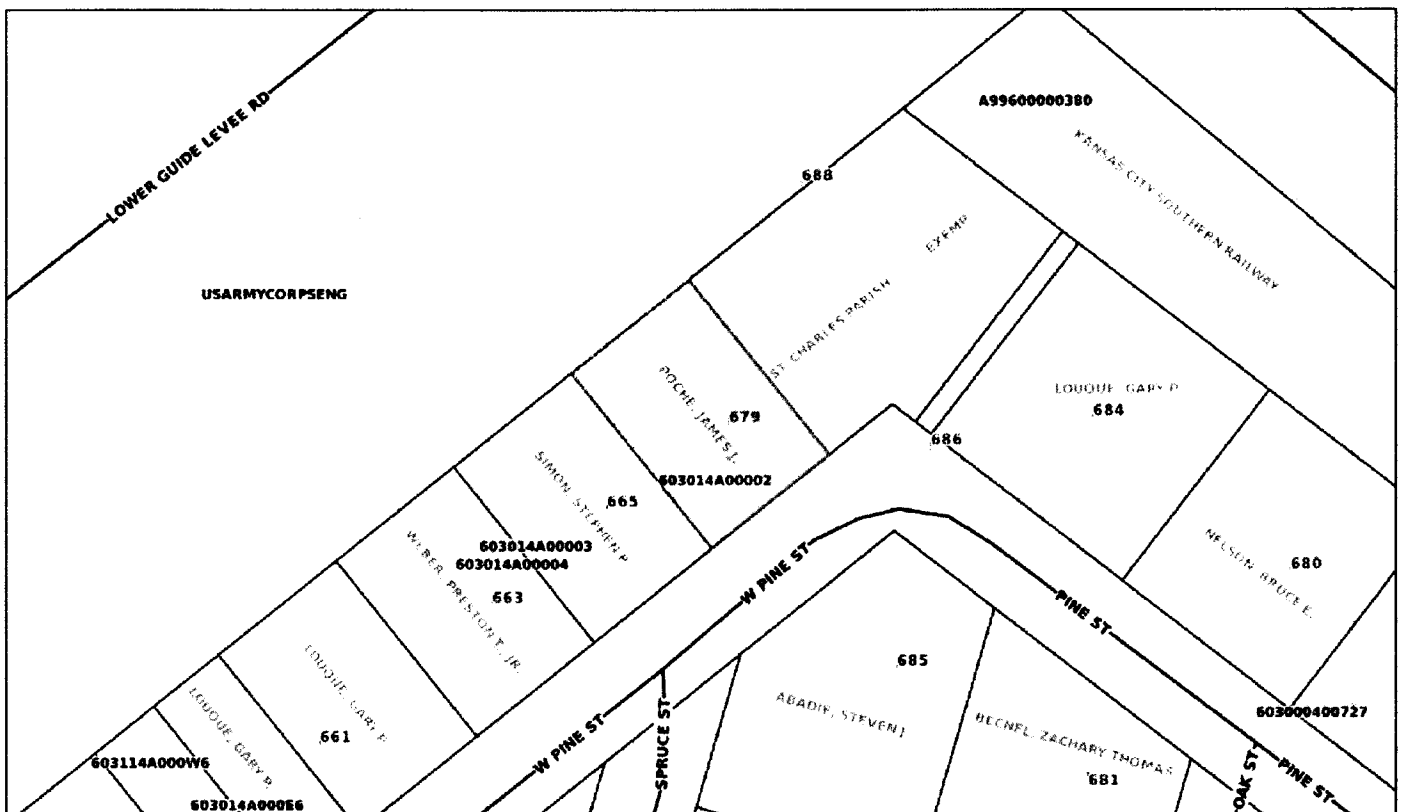 A99600000380
LOWER GUIDE LEVEE RD
KANSAS CITY SOUTHERN RAILWAY
688
EXEMP
USARMYCORPSENG
ST CHARLES PARISH
LOUQUE, GARY P.
684
POCHE, JAMES J.
679
686
603014A00002
SIMON, STEPHEN P.
665
603014A00003
603014A00004
WEBER, PRESTON T., JR.
663
W PINE ST
PINE ST
NELSON, BRUCE E.
680
685
ABADIE, STEVEN J
BECNEL, ZACHARY THOMAS
681
603000400727
LOUQUE, GARY P.
661
W PINE ST
SPRUCE ST
OAK ST
PINE ST
LOUQUE, GARY P.
603114A000W6
603014A000E6